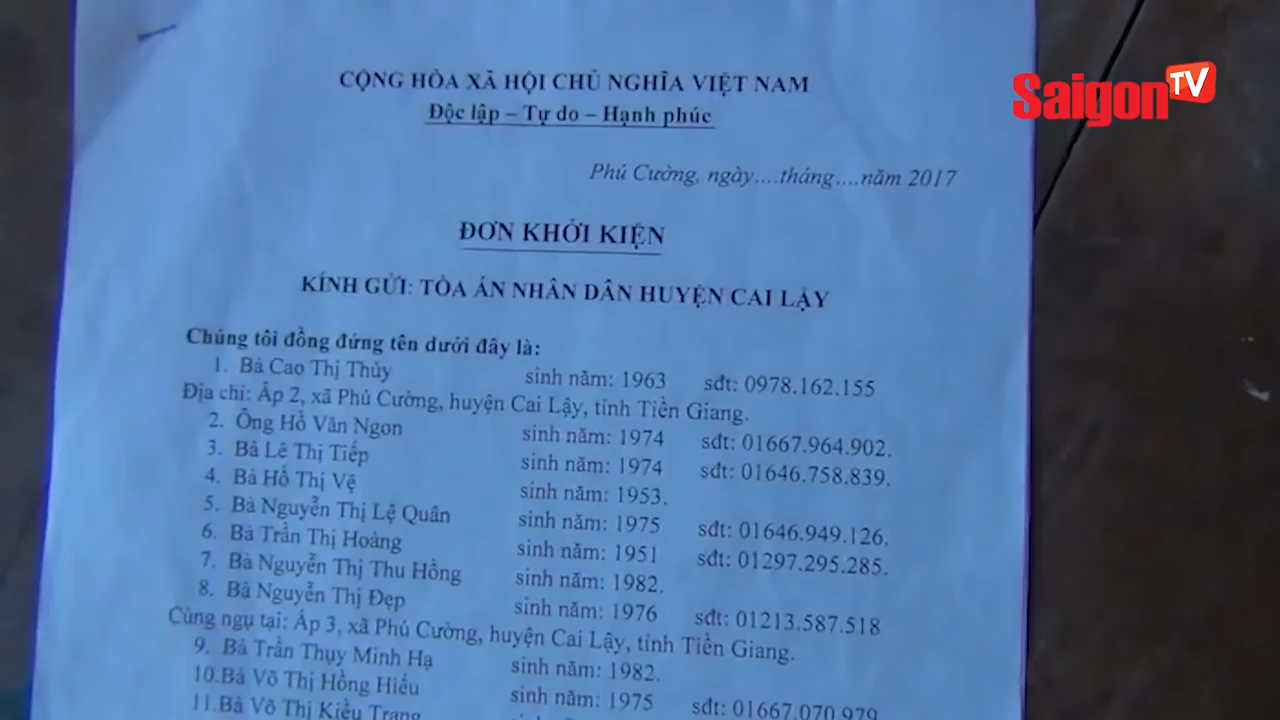 Saigon TV
CỘNG HÒA XÃ HỘI CHỦ NGHĨA VIỆT NAM
Độc lập – Tự do – Hạnh phúc
Phú Cường, ngày....tháng....năm 2017
ĐƠN KHỞI KIỆN
KÍNH GỬI: TÒA ÁN NHÂN DÂN HUYỆN CAI LẬY
Chúng tôi đồng đứng tên dưới đây là:
1. Bà Cao Thị Thủy sinh năm: 1963 sđt: 0978.162.155
Địa chỉ: Ấp 2, xã Phú Cường, huyện Cai Lậy, tỉnh Tiền Giang.
2. Ông Hồ Văn Ngon sinh năm: 1974 sđt: 01667.964.902.
3. Bà Lê Thị Tiếp sinh năm: 1974 sđt: 01646.758.839.
4. Bà Hồ Thị Vệ sinh năm: 1953.
5. Bà Nguyễn Thị Lệ Quân sinh năm: 1975 sđt: 01646.949.126.
6. Bà Trần Thị Hoàng sinh năm: 1951 sđt: 01297.295.285.
7. Bà Nguyễn Thị Thu Hồng sinh năm: 1982.
8. Bà Nguyễn Thị Đẹp sinh năm: 1976 sđt: 01213.587.518
Cùng ngụ tại: Ấp 3, xã Phú Cường, huyện Cai Lậy, tỉnh Tiền Giang.
9. Bà Trần Thụy Minh Hạ sinh năm: 1982.
10.Bà Võ Thị Hồng Hiếu sinh năm: 1975 sđt: 01667.070.979
11.Bà Võ Thị Kiều Trang